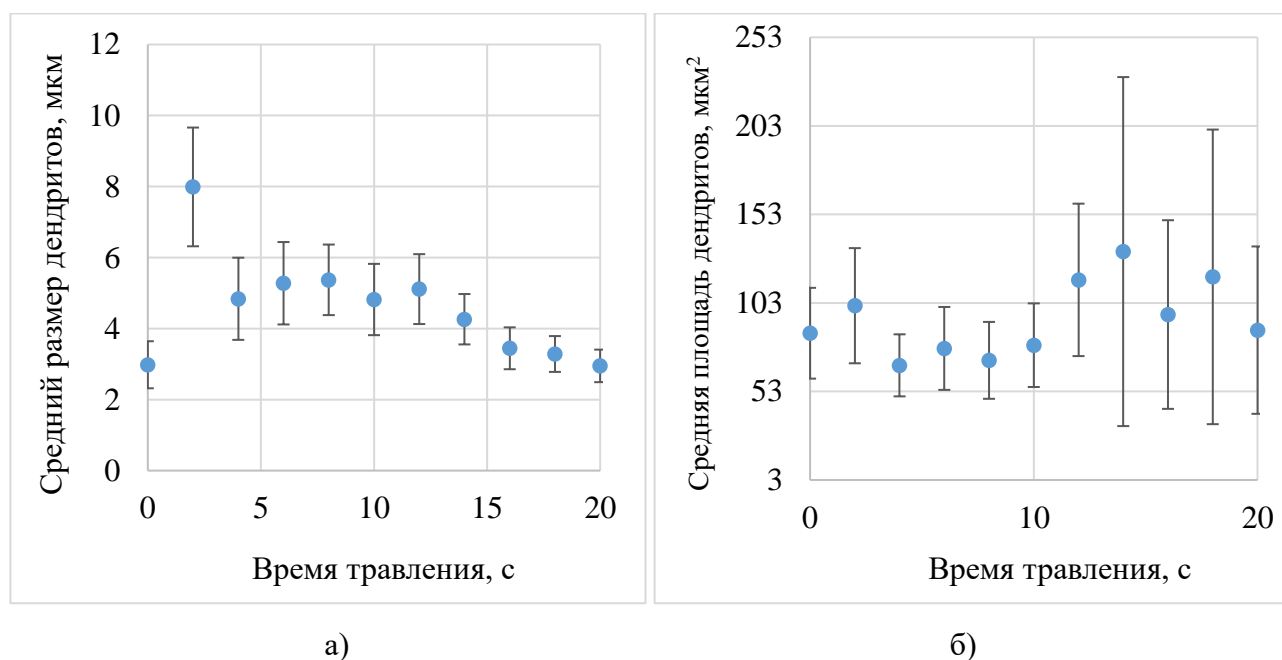 Средний размер дендритов, мкм
12
10
8
6
4
2
0
0 5 10 15 20
Время травления, с
а)
Средняя площадь дендритов, мкм²
253
203
153
103
53
3
0 10 20
Время травления, с
б)